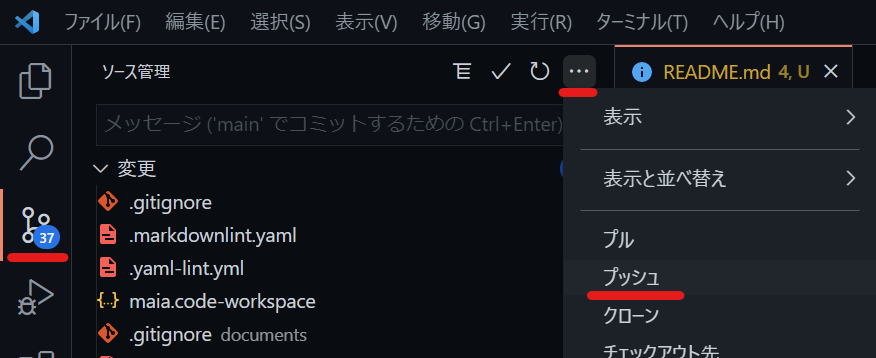 ファイル(F) 編集(E) 選択(S) 表示(V) 移動(G) 実行(R) ターミナル(T) ヘルプ(H)
ソース管理
README.md 4, U
メッセージ ('main' でコミットするための Ctrl+Enter)
変更
.gitignore
.markdownlint.yaml
.yaml-lint.yml
maia.code-workspace
.gitignore documents
37
表示
表示と並べ替え
プル
プッシュ
クローン
チェックアウト先